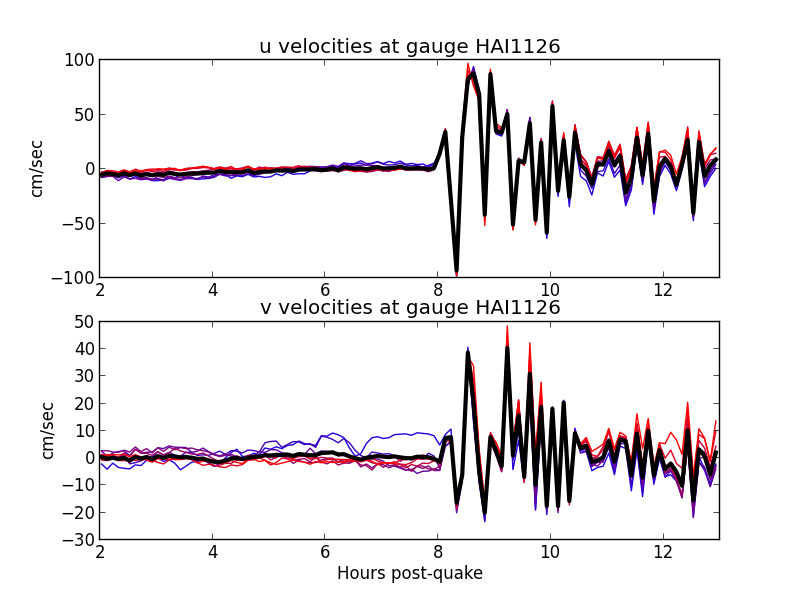 u velocities at gauge HAI1126
100
50
0
−50
−100
cm/sec
2 4 6 8 10 12
v velocities at gauge HAI1126
50
40
30
20
10
0
−10
−20
−30
cm/sec
2 4 6 8 10 12
Hours post-quake